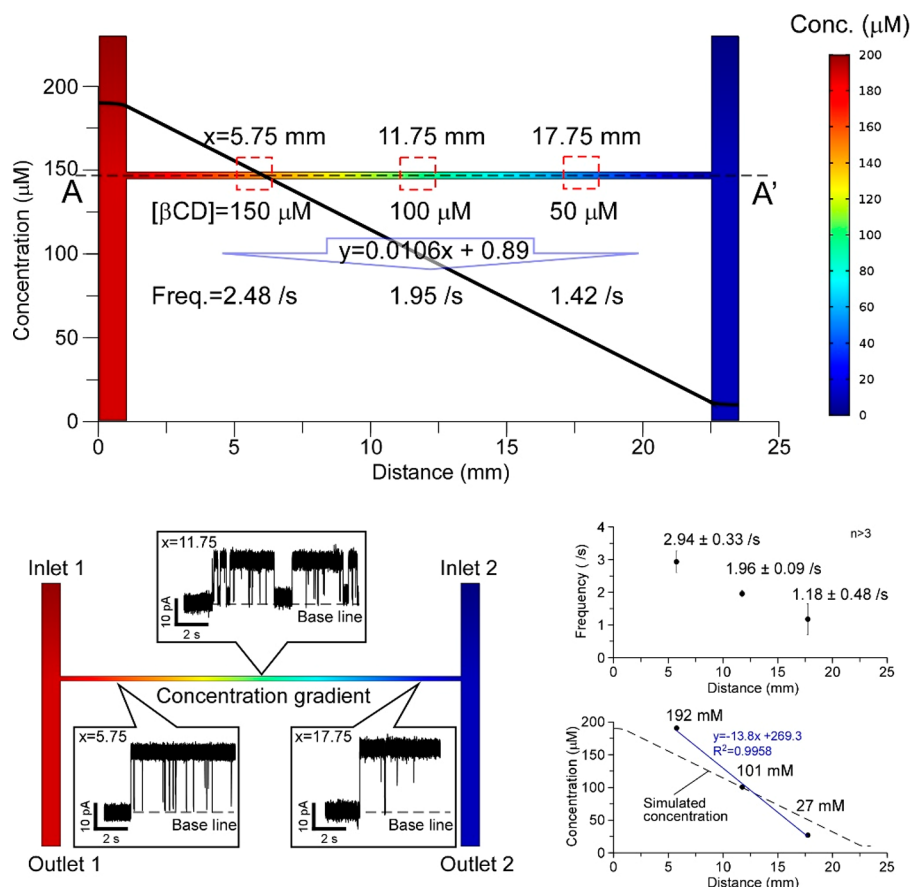 Conc. (μM)
200
180
160
140
120
100
80
60
40
20
0
Concentration (μM)
200
150
100
50
0
x=5.75 mm
11.75 mm
17.75 mm
A
A'
[βCD]=150 μM
100 μM
50 μM
y=0.0106x + 0.89
Freq.=2.48 /s
1.95 /s
1.42 /s
0
5
10
15
20
25
Distance (mm)
Inlet 1
Inlet 2
x=11.75
10 pA
2 s
Base line
Concentration gradient
x=5.75
10 pA
2 s
Base line
x=17.75
10 pA
2 s
Base line
Outlet 1
Outlet 2
Frequency ( /s)
4
3
2
1
0
n>3
2.94 ± 0.33 /s
1.96 ± 0.09 /s
1.18 ± 0.48 /s
0
5
10
15
20
25
Distance (mm)
Concentration (μM)
200
150
100
50
0
192 mM
y=-13.8x +269.3
R²=0.9958
101 mM
27 mM
Simulated
concentration
0
5
10
15
20
25
Distance (mm)